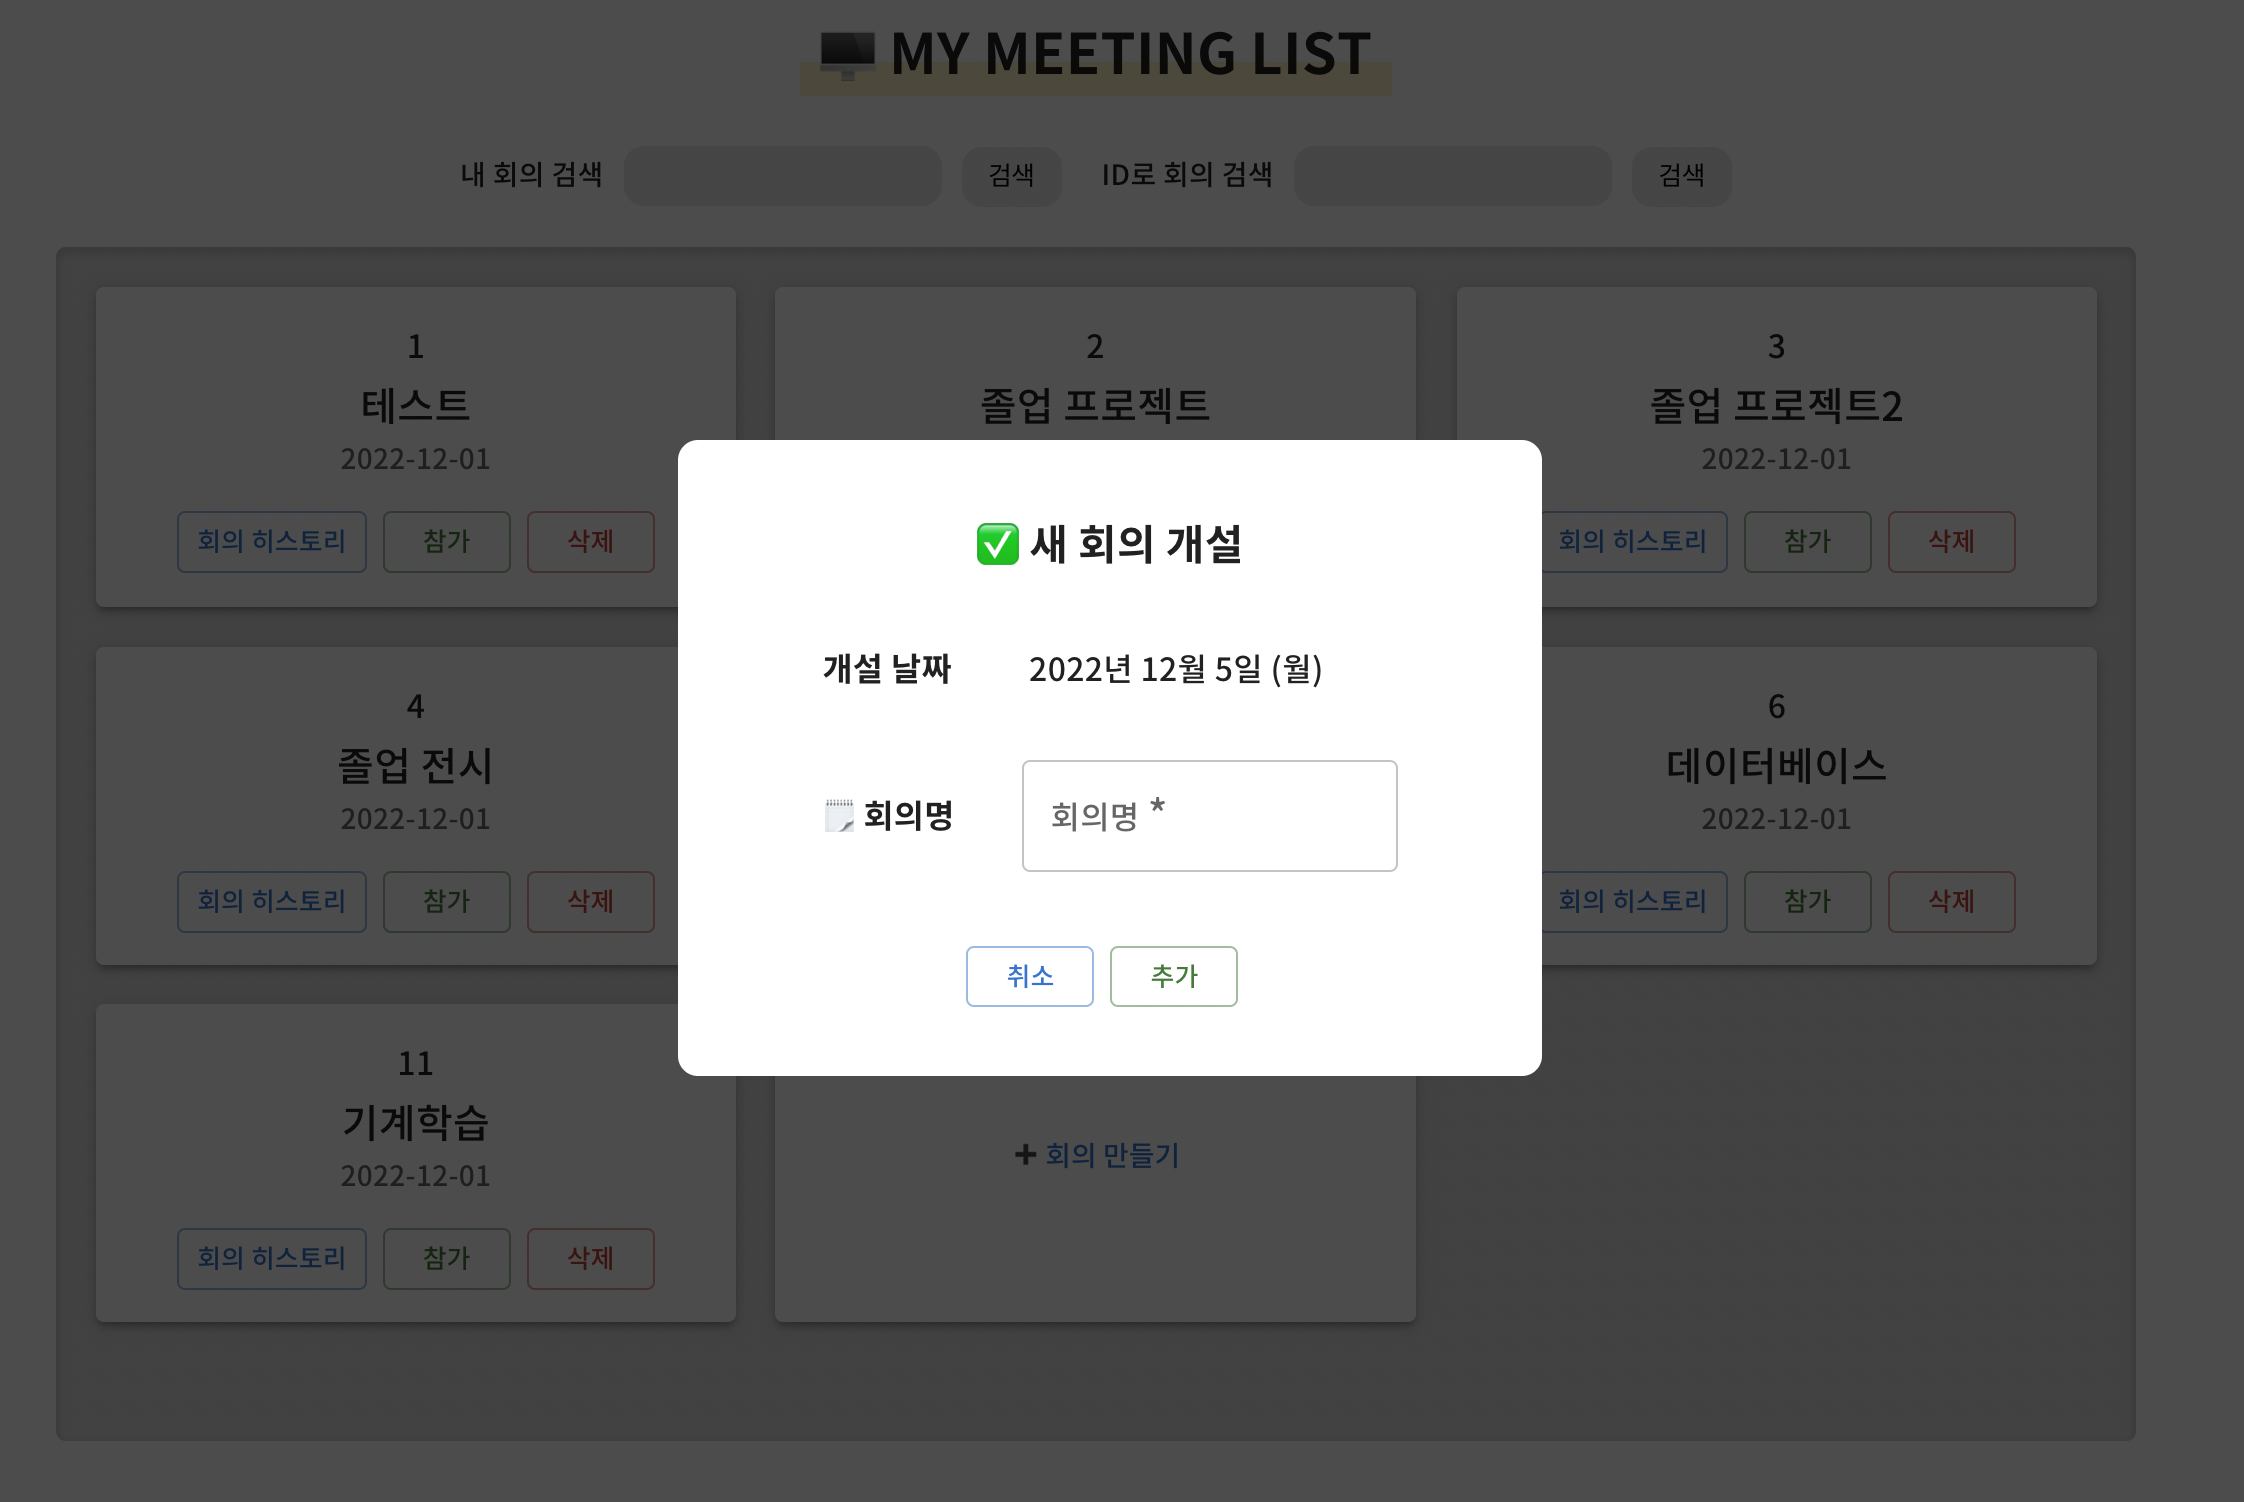 MY MEETING LIST
내 회의 검색 검색 ID로 회의 검색 검색
1
테스트
2022-12-01
회의 히스토리 참가 삭제
2
졸업 프로젝트
3
졸업 프로젝트2
2022-12-01
회의 히스토리 참가 삭제
✅ 새 회의 개설
개설 날짜 2022년 12월 5일 (월)
회의명 회의명 *
취소 추가
4
졸업 전시
2022-12-01
회의 히스토리 참가 삭제
6
데이터베이스
2022-12-01
회의 히스토리 참가 삭제
11
기계학습
2022-12-01
회의 히스토리 참가 삭제
+ 회의 만들기